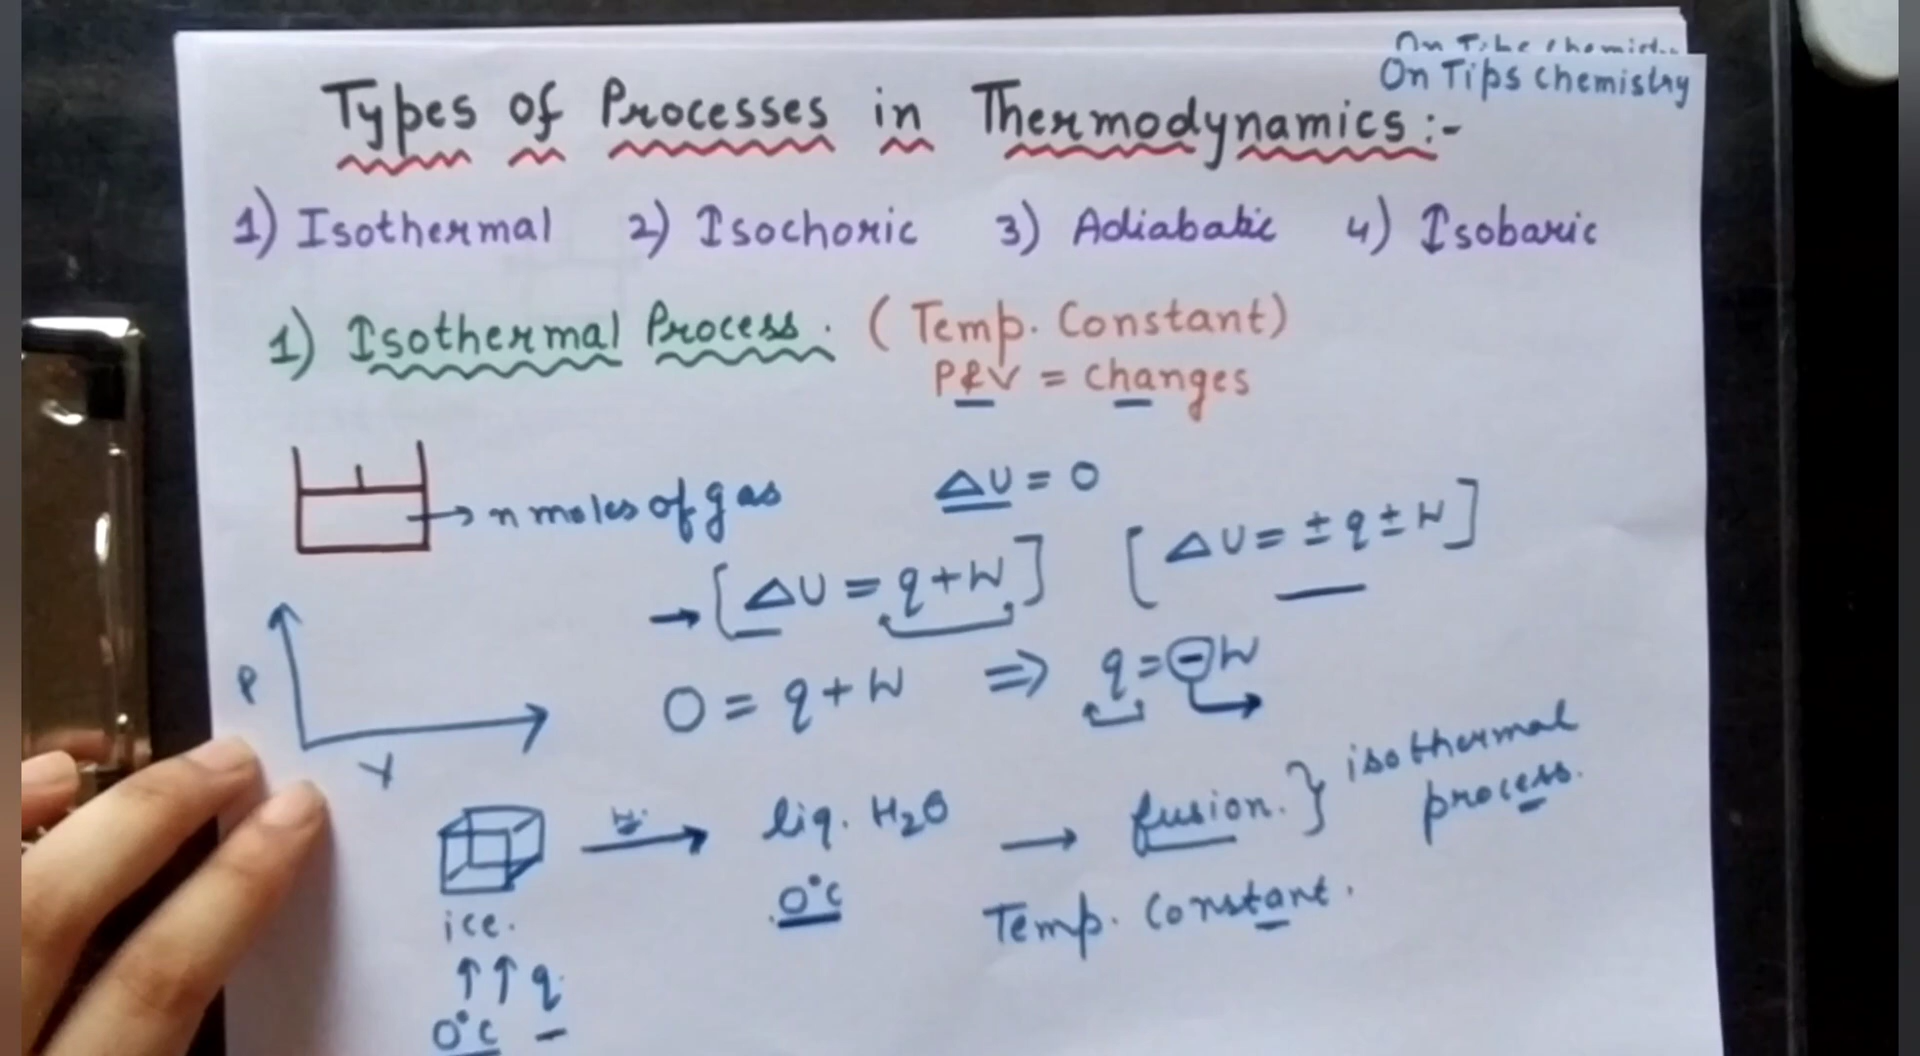 On Tips chemistry
Types of Processes in Thermodynamics :-
1) Isothermal 2) Isochoric 3) Adiabatic 4) Isobaric
1) Isothermal Process. (Temp. Constant)
P&V = changes
→ n moles of gas
ΔU = 0
→ [ΔU = q+W] [ΔU = ±q±W]
0 = q+W ⇒ q = -W
P
V
→ liq. H2O → fusion. } isothermal process.
ice. 0°C Temp. Constant.
↑↑ q
0°C